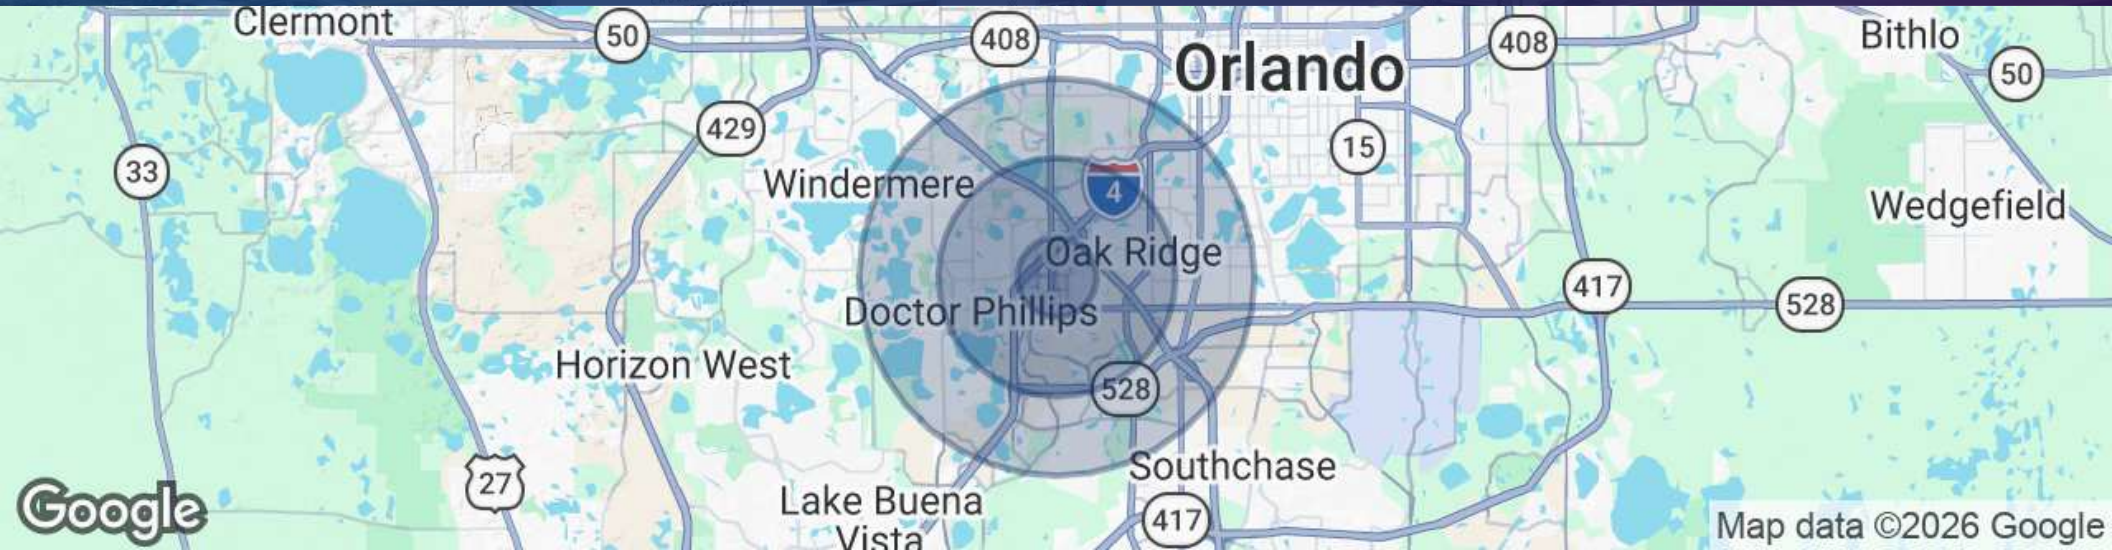 Clermont
50
408
Orlando
408
Bithlo
50
429
33
15
Windermere
4
Wedgefield
Oak Ridge
417
528
Doctor Phillips
Horizon West
528
27
Southchase
Lake Buena
Vista
417
Google
Map data ©2026 Google